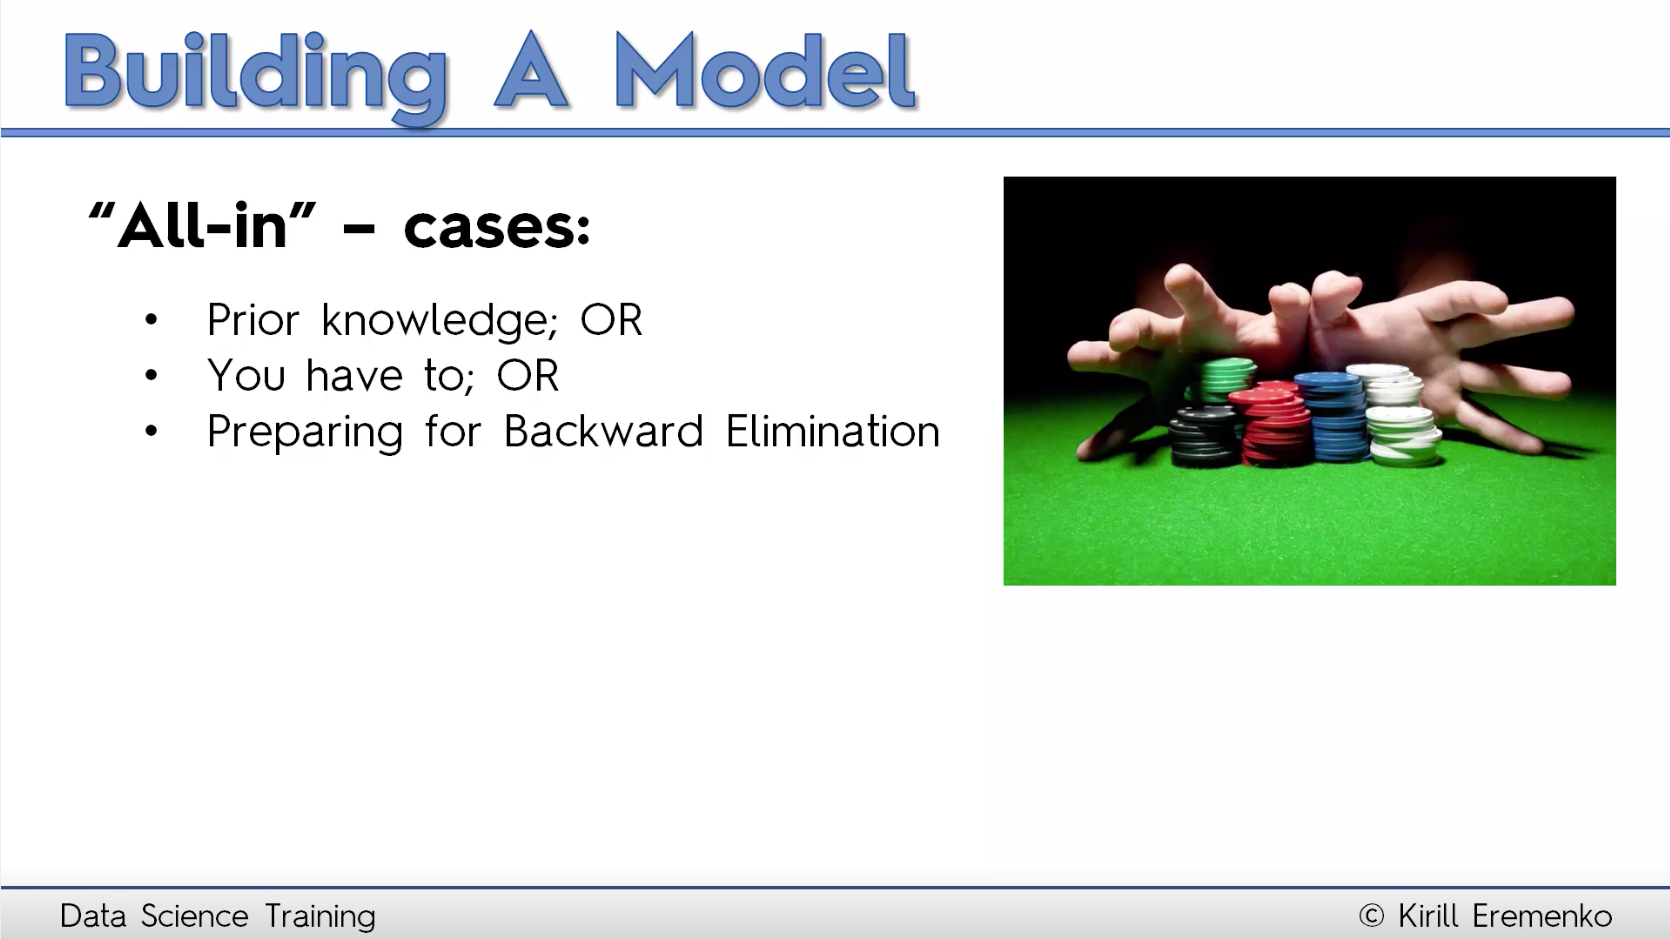 Building A Model
“All-in” – cases:
• Prior knowledge; OR
• You have to; OR
• Preparing for Backward Elimination
Data Science Training
© Kirill Eremenko